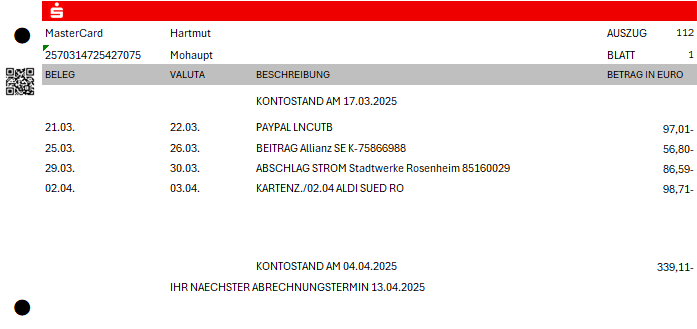 MasterCard Hartmut AUSZUG 112
2570314725427075 Mohaupt BLATT 1
BELEG VALUTA BESCHREIBUNG BETRAG IN EURO
KONTOSTAND AM 17.03.2025
21.03. 22.03. PAYPAL LNCUTB 97,01-
25.03. 26.03. BEITRAG Allianz SE K-75866988 56,80-
29.03. 30.03. ABSCHLAG STROM Stadtwerke Rosenheim 85160029 86,59-
02.04. 03.04. KARTENZ./02.04 ALDI SUED RO 98,71-
KONTOSTAND AM 04.04.2025 339,11-
IHR NAECHSTER ABRECHNUNGSTERMIN 13.04.2025